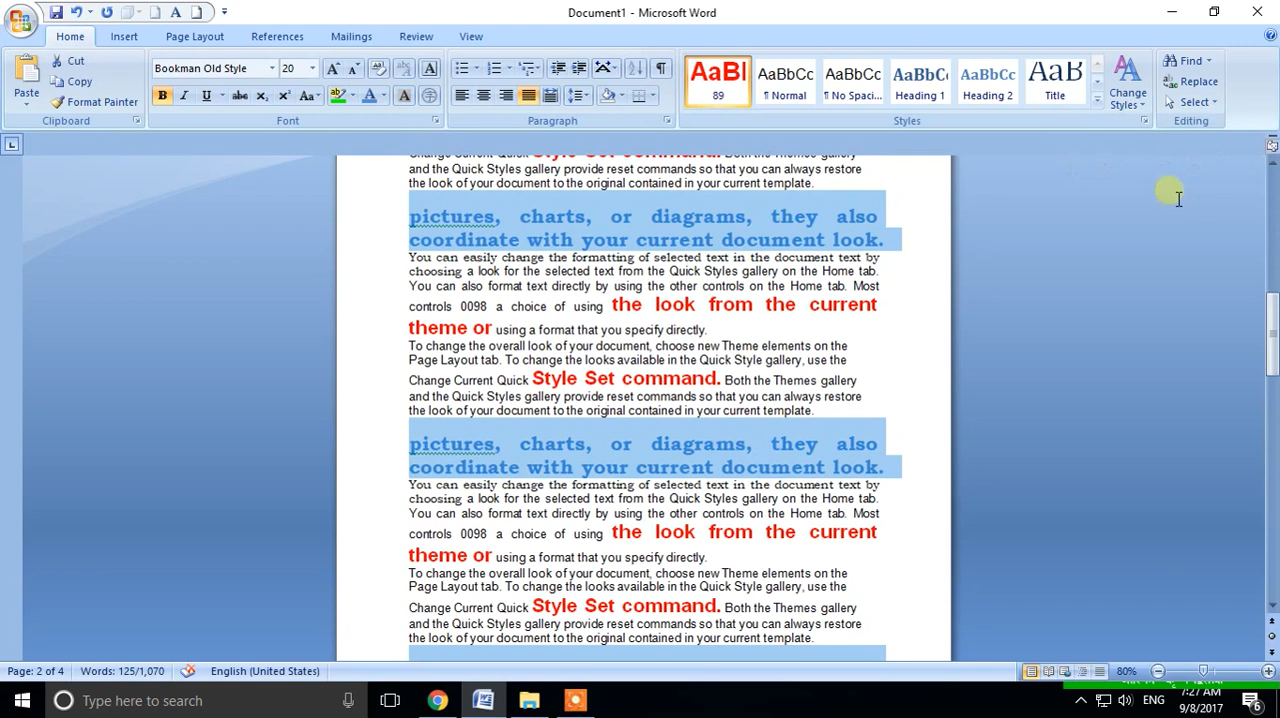 Document1 - Microsoft Word
Home Insert Page Layout References Mailings Review View
Paste
Cut
Copy
Format Painter
Clipboard
Bookman Old Style 20
B I U abc x₂ x² Aa
Font
Paragraph
AaBl AaBbCc AaBbCc AaBbCc AaBbCc AaB
89 ¶ Normal ¶ No Spaci... Heading 1 Heading 2 Title
Change Styles
Styles
Find
Replace
Select
Editing
Change Current Quick Style Set command. Both the Themes gallery
and the Quick Styles gallery provide reset commands so that you can always restore
the look of your document to the original contained in your current template.
pictures, charts, or diagrams, they also
coordinate with your current document look.
You can easily change the formatting of selected text in the document text by
choosing a look for the selected text from the Quick Styles gallery on the Home tab.
You can also format text directly by using the other controls on the Home tab. Most
controls 0098 a choice of using the look from the current
theme or using a format that you specify directly.
To change the overall look of your document, choose new Theme elements on the
Page Layout tab. To change the looks available in the Quick Style gallery, use the
Change Current Quick Style Set command. Both the Themes gallery
and the Quick Styles gallery provide reset commands so that you can always restore
the look of your document to the original contained in your current template.
pictures, charts, or diagrams, they also
coordinate with your current document look.
You can easily change the formatting of selected text in the document text by
choosing a look for the selected text from the Quick Styles gallery on the Home tab.
You can also format text directly by using the other controls on the Home tab. Most
controls 0098 a choice of using the look from the current
theme or using a format that you specify directly.
To change the overall look of your document, choose new Theme elements on the
Page Layout tab. To change the looks available in the Quick Style gallery, use the
Change Current Quick Style Set command. Both the Themes gallery
and the Quick Styles gallery provide reset commands so that you can always restore
the look of your document to the original contained in your current template.
Page: 2 of 4 Words: 125/1,070 English (United States) 80%
Type here to search
ENG
7:27 AM
9/8/2017
6